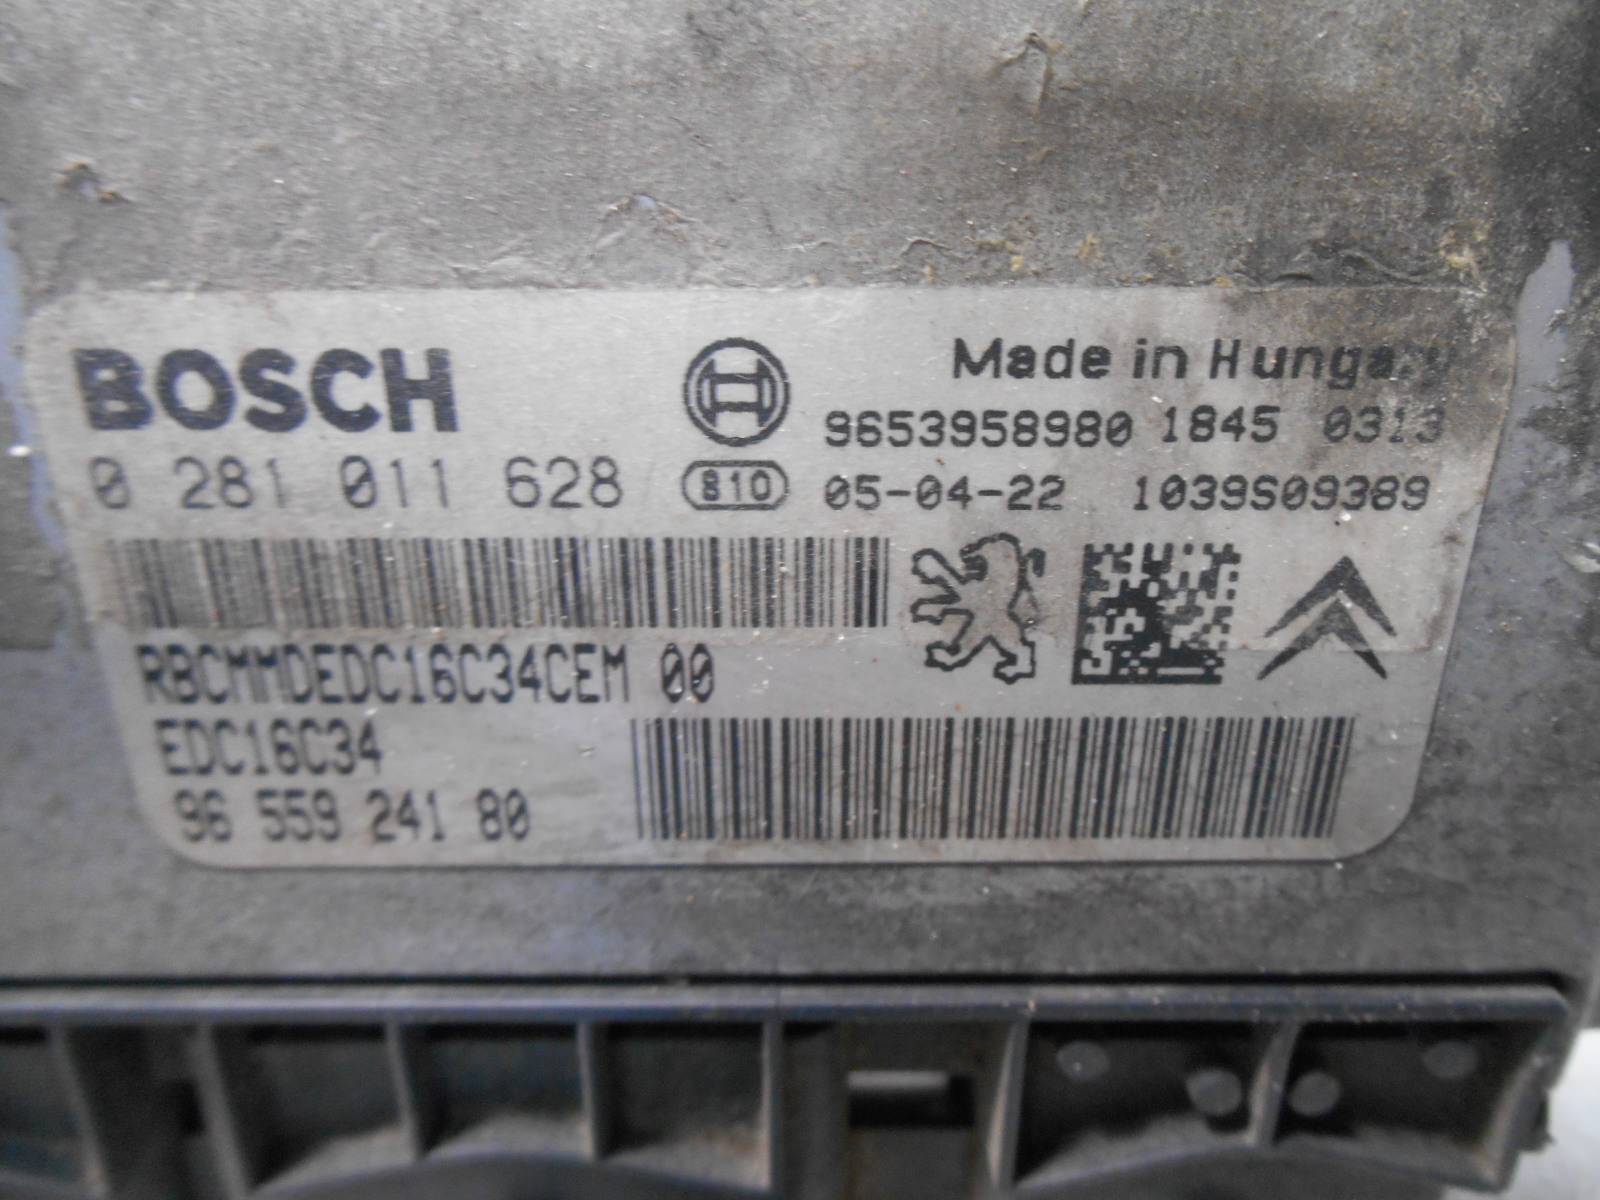 BOSCH
Made in Hungary
9653958980 1845 0313
0 281 011 628
810
05-04-22 1039S09389
RBCMMDEDC16C34CEM 00
EDC16C34
96 559 241 80